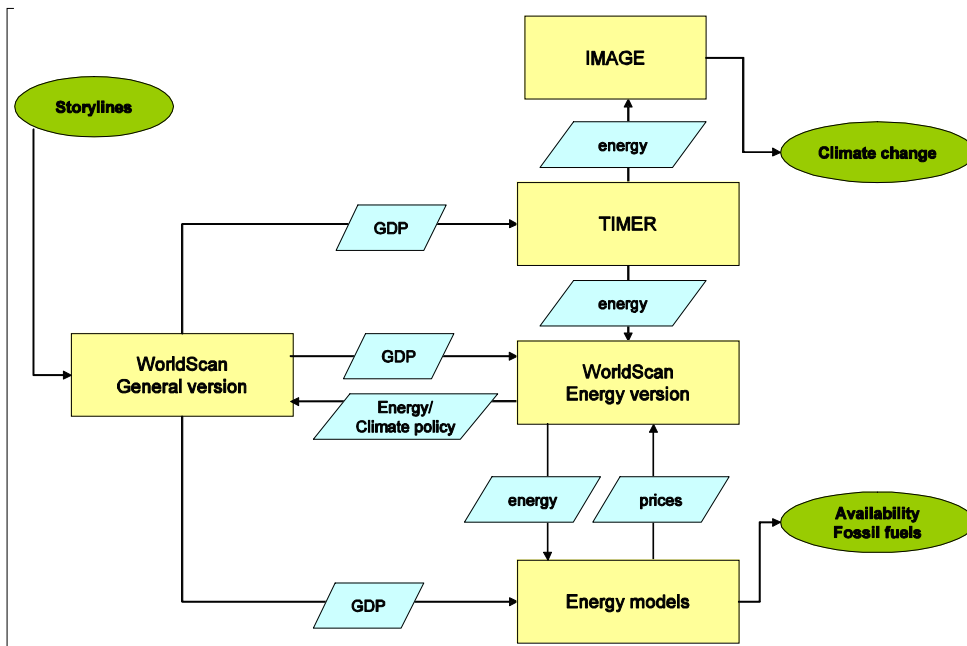 IMAGE
Storylines
energy
Climate change
GDP
TIMER
energy
WorldScan
General version
GDP
WorldScan
Energy version
Energy/
Climate policy
energy
prices
Availability
Fossil fuels
GDP
Energy models